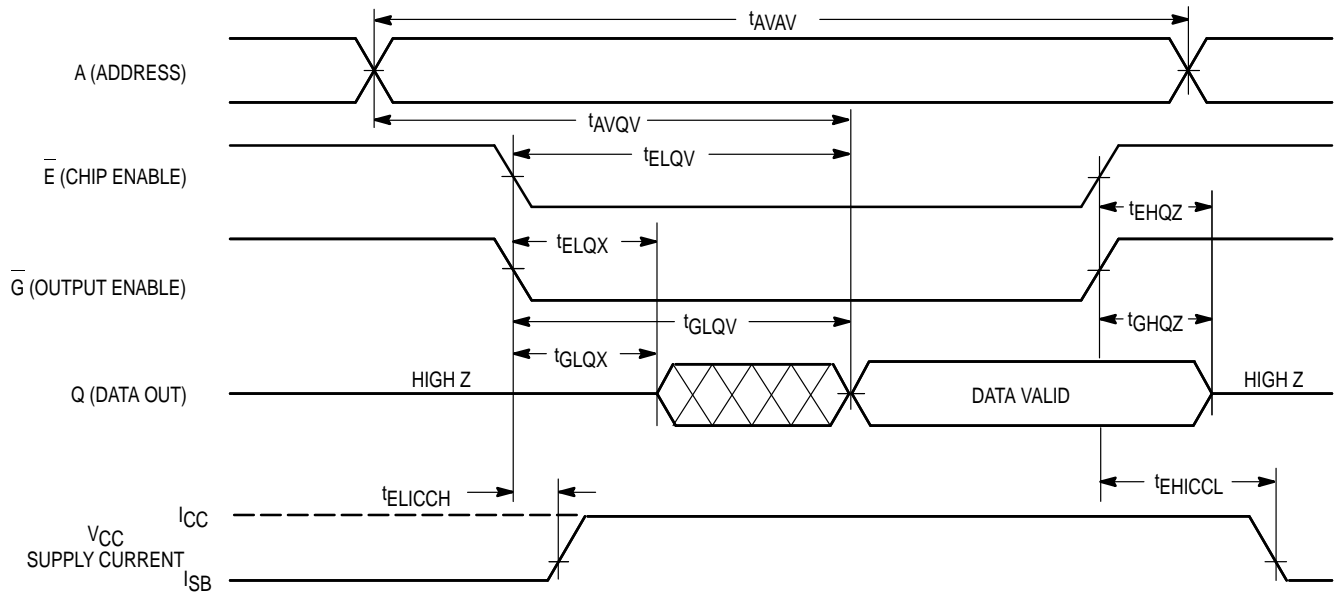 tAVAV
A (ADDRESS)
tAVQV
tELQV
E̅ (CHIP ENABLE)
tEHQZ
tELQX
G̅ (OUTPUT ENABLE)
tGLQV
tGHQZ
tGLQX
HIGH Z
Q (DATA OUT)
DATA VALID
HIGH Z
tELICCH
tEHICCL
ICC
VCC
SUPPLY CURRENT
ISB